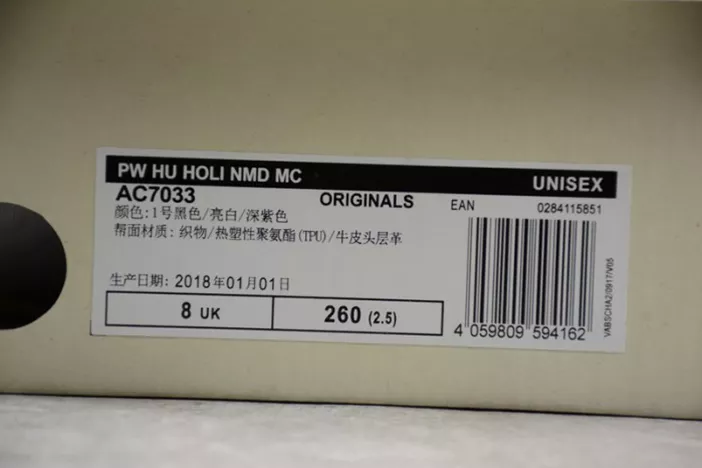 PW HU HOLI NMD MC UNISEX
AC7033 ORIGINALS EAN 0284115851
颜色:1号黑色/亮白/深紫色
帮面材质: 织物/热塑性聚氨酯(TPU)/牛皮头层革
生产日期: 2018年01月01日
8 UK 260 (2.5)
4 059809 594162
VABSCHA2/0917/V05